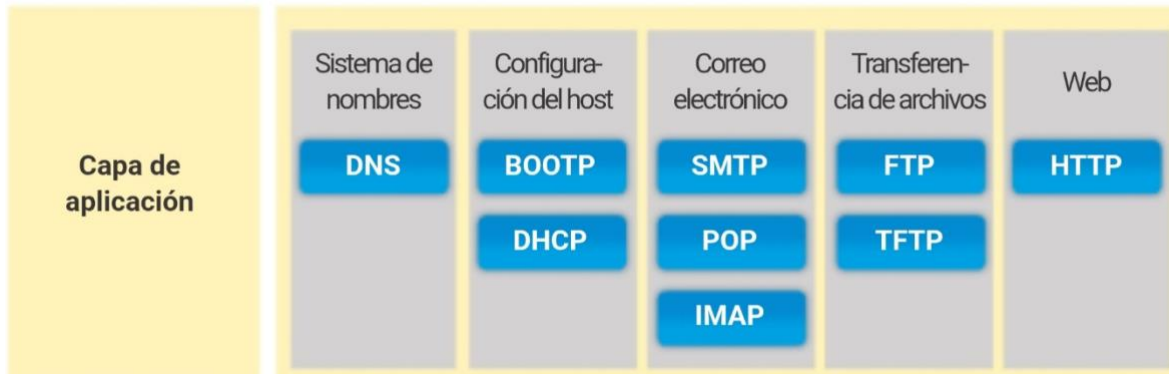 Capa de
aplicación
Sistema de
nombres
DNS
Configura-
ción del host
BOOTP
DHCP
Correo
electrónico
SMTP
POP
IMAP
Transferen-
cia de archivos
FTP
TFTP
Web
HTTP